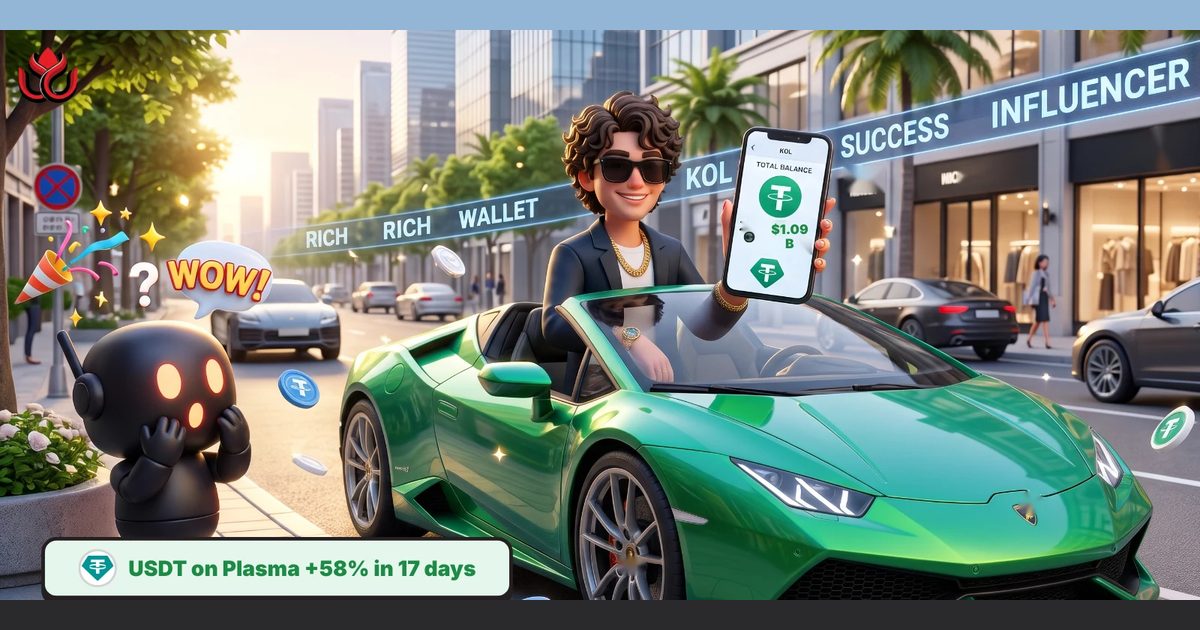 RICH
RICH
WALLET
KOL
SUCCESS
INFLUENCER
KOL
TOTAL BALANCE
$1.09
B
WOW!
?
USDT on Plasma +58% in 17 days